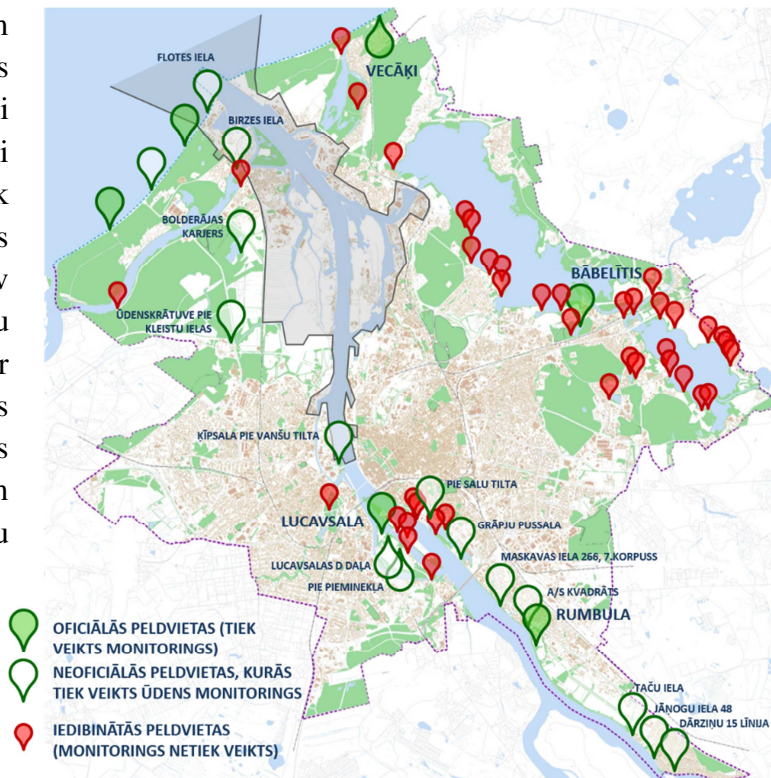 n
s
i
i
k
s
v
u
r
s
s
n
u
FLOTES IELA
VECĀĶI
BIRZES IELA
BOLDERĀJAS
KARJERS
BĀBELĪTIS
ŪDENSKRĀTUVE PIE
KLEISTU IELAS
ĶĪPSALA PIE VANŠU TILTA
PIE SALU TILTA
LUCAVSALA
GRĀPJU PUSSALA
MASKAVAS IELA 266, 7.KORPUSS
LUCAVSALAS D DAĻA
PIE PIEMINEKĻA
A/S KVADRĀTS
RUMBULA
TAČU IELA
JĀŅOGU IELA 48
DĀRZIŅU 15 LĪNIJA
OFICIĀLĀS PELDVIETAS (TIEK
VEIKTS MONITORINGS)
NEOFICIĀLĀS PELDVIETAS, KURĀS
TIEK VEIKTS ŪDENS MONITORINGS
IEDIBINĀTĀS PELDVIETAS
(MONITORINGS NETIEK VEIKTS)